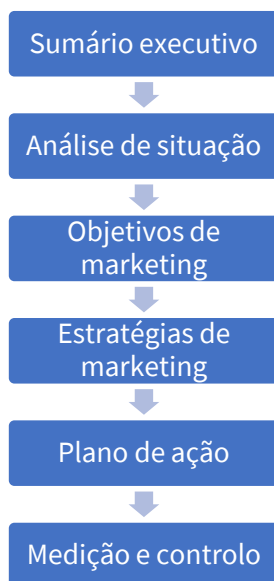 Sumário executivo
Análise de situação
Objetivos de
marketing
Estratégias de
marketing
Plano de ação
Medição e controlo